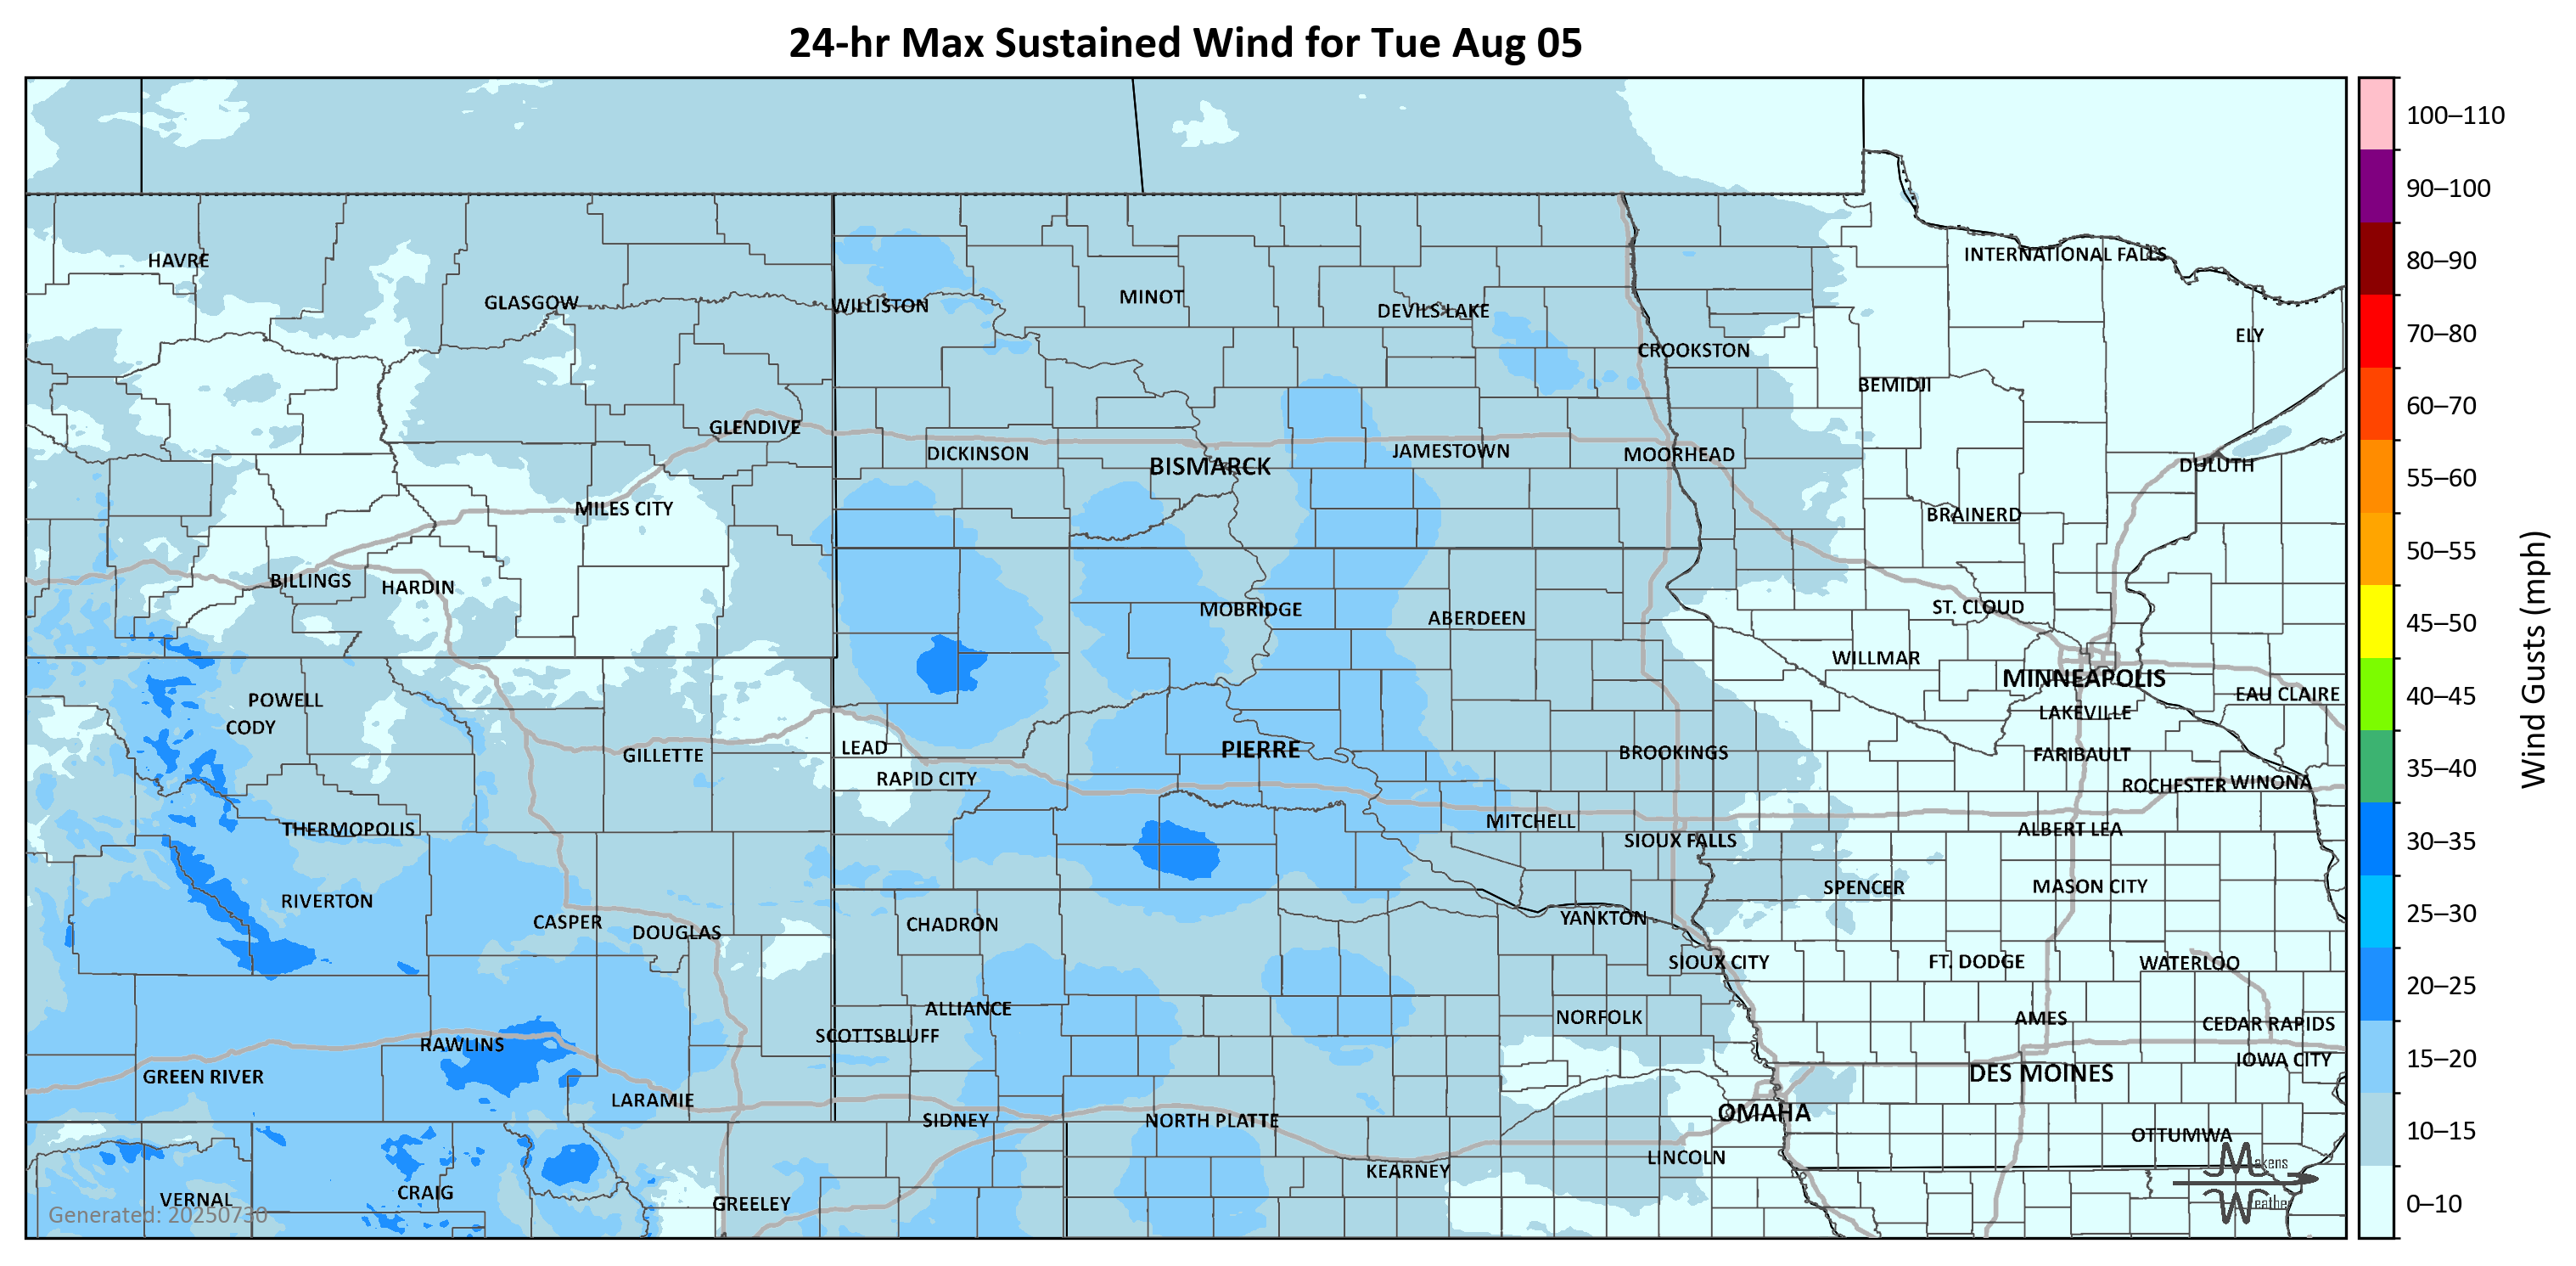 24-hr Max Sustained Wind for Tue Aug 05
100–110
90–100
80–90
70–80
60–70
55–60
50–55
45–50
40–45
35–40
30–35
25–30
20–25
15–20
10–15
0–10
Wind Gusts (mph)
HAVRE
INTERNATIONAL FALLS
GLASGOW
WILLISTON
MINOT
DEVILS LAKE
ELY
CROOKSTON
BEMIDJI
GLENDIVE
DICKINSON
BISMARCK
JAMESTOWN
MOORHEAD
DULUTH
MILES CITY
BRAINERD
BILLINGS
HARDIN
MOBRIDGE
ABERDEEN
ST. CLOUD
WILLMAR
MINNEAPOLIS
EAU CLAIRE
POWELL
CODY
LAKEVILLE
GILLETTE
LEAD
PIERRE
BROOKINGS
FARIBAULT
RAPID CITY
ROCHESTER
WINONA
THERMOPOLIS
MITCHELL
SIOUX FALLS
ALBERT LEA
RIVERTON
SPENCER
MASON CITY
CASPER
DOUGLAS
CHADRON
YANKTON
SIOUX CITY
FT. DODGE
WATERLOO
ALLIANCE
SCOTTSBLUFF
NORFOLK
AMES
CEDAR RAPIDS
RAWLINS
IOWA CITY
GREEN RIVER
DES MOINES
LARAMIE
SIDNEY
NORTH PLATTE
OMAHA
OTTUMWA
KEARNEY
LINCOLN
VERNAL
CRAIG
GREELEY
Generated: 20250730
Makens
Weather